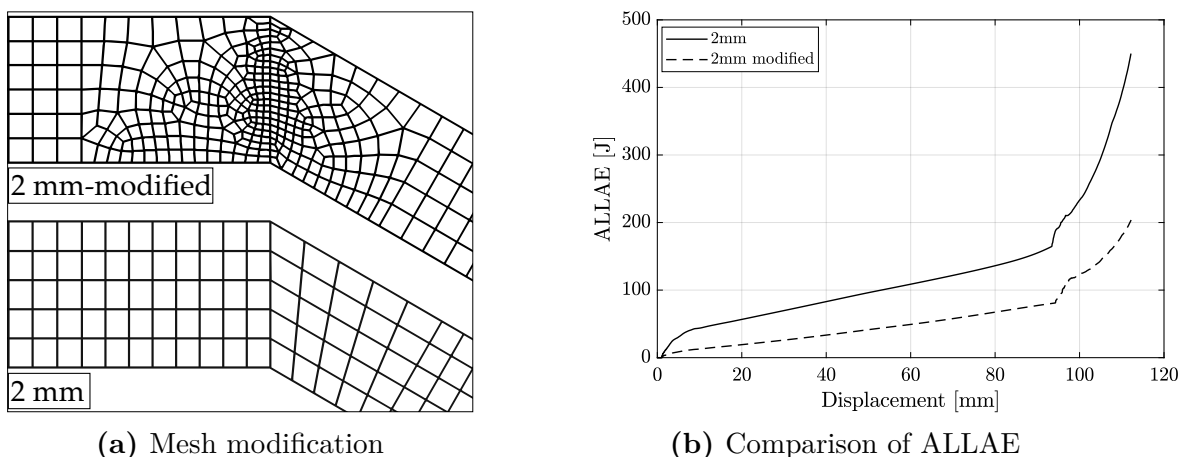 2 mm-modified
2 mm
(a) Mesh modification
500
400
300
200
100
0
ALLAE [J]
2mm
2mm modified
0 20 40 60 80 100 120
Displacement [mm]
(b) Comparison of ALLAE